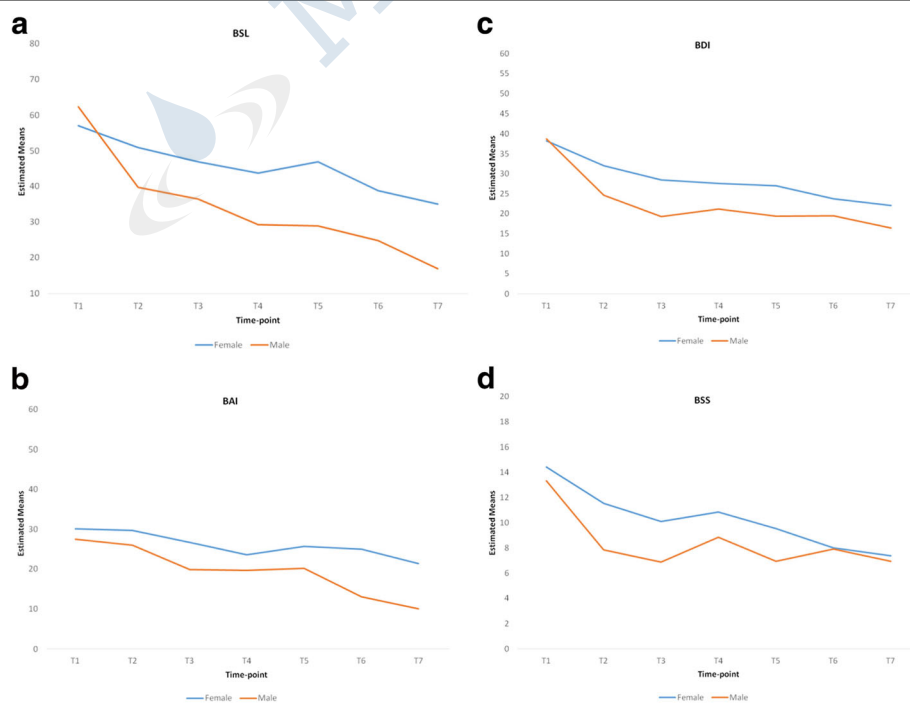 a
BSL
80
70
60
50
40
30
20
10
Estimated Means
T1 T2 T3 T4 T5 T6 T7
Time-point
Female Male
b
BAI
60
50
40
30
20
10
0
Estimated Means
T1 T2 T3 T4 T5 T6 T7
Time-point
Female Male
c
BDI
60
55
50
45
40
35
30
25
20
15
10
5
0
Estimated Means
T1 T2 T3 T4 T5 T6 T7
Time-point
Female Male
d
BSS
20
18
16
14
12
10
8
6
4
2
0
Estimated Means
T1 T2 T3 T4 T5 T6 T7
Time-point
Female Male